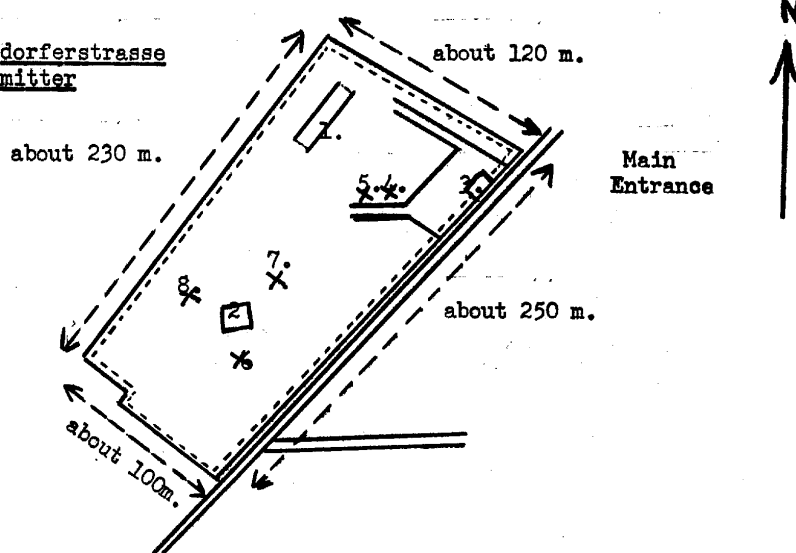 N
dorferstrasse
mitter
about 120 m.
about 230 m.
Main
Entrance
1.
5. 4.
3.
7.
8.
2
6
about 250 m.
about 100m.